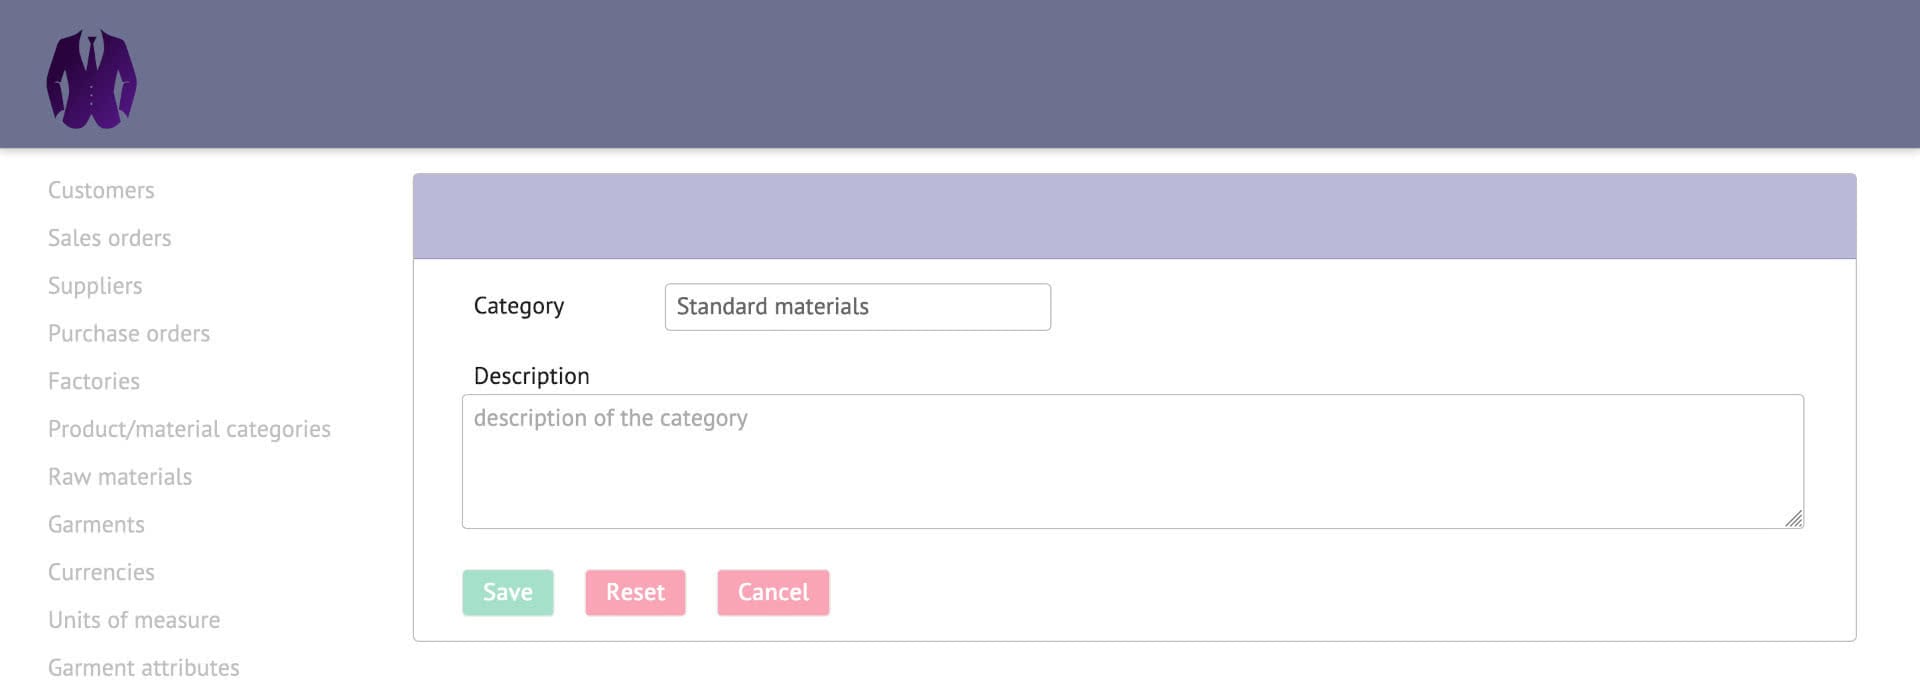 Customers
Sales orders
Suppliers
Purchase orders
Factories
Product/material categories
Raw materials
Garments
Currencies
Units of measure
Garment attributes
Category
Standard materials
Description
description of the category
Save
Reset
Cancel